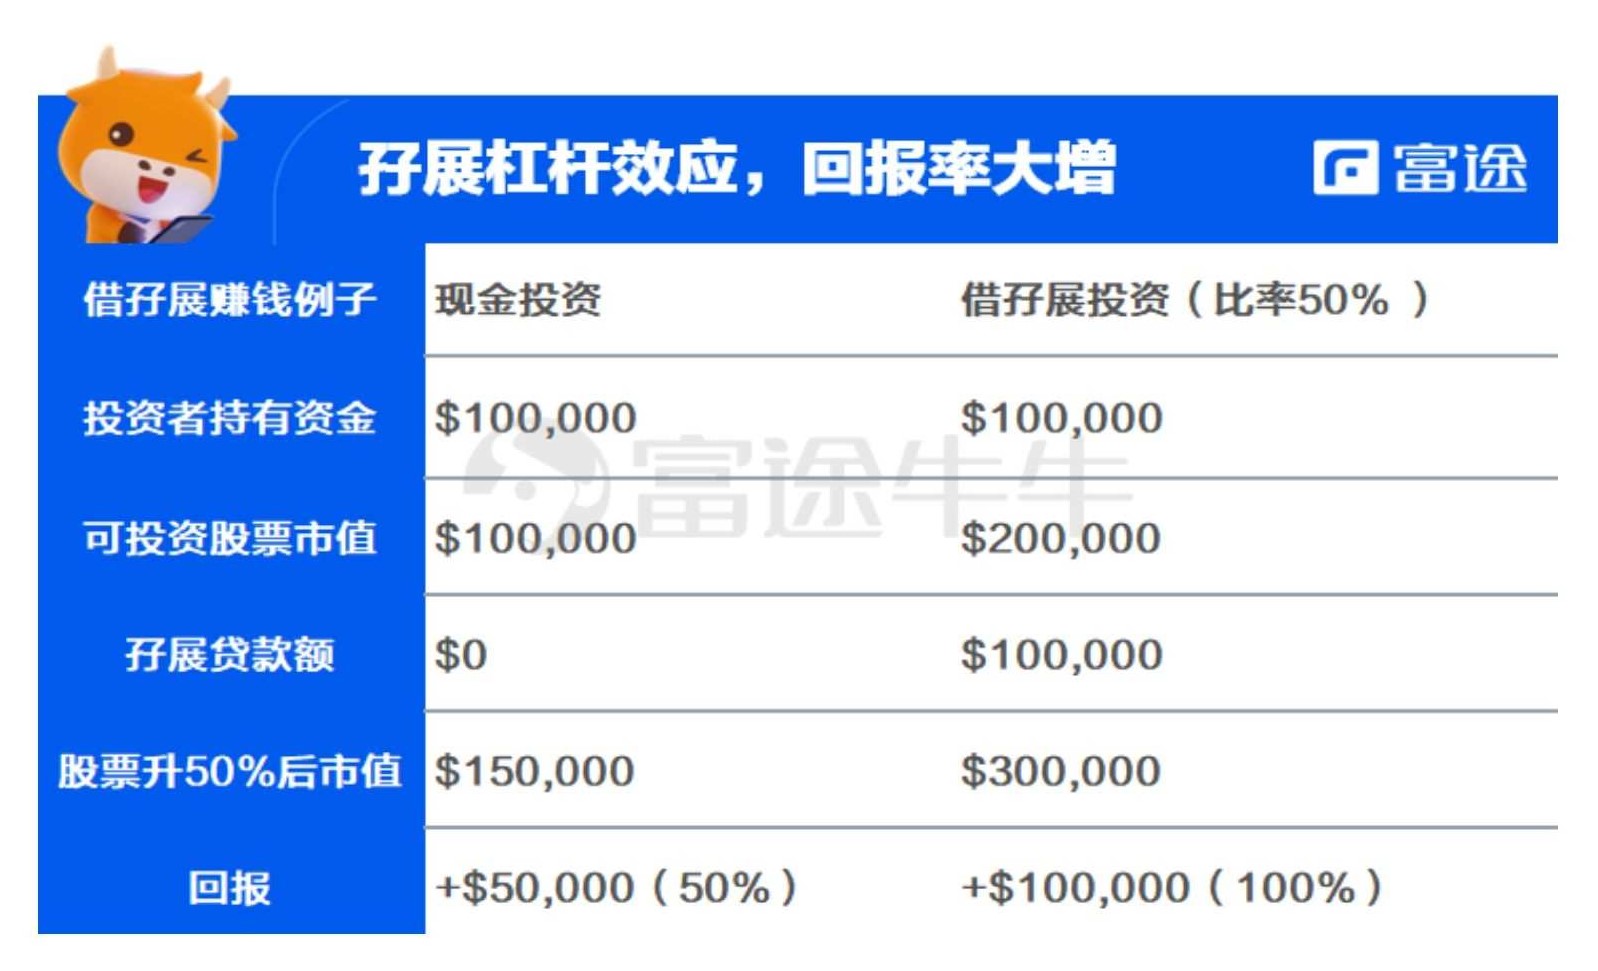 孖展杠杆效应，回报率大增
富途
借孖展赚钱例子 现金投资 借孖展投资（比率50% ）
投资者持有资金 $100,000 $100,000
富途牛牛
可投资股票市值 $100,000 $200,000
孖展贷款额 $0 $100,000
股票升50%后市值 $150,000 $300,000
回报 +$50,000（50%） +$100,000（100%）